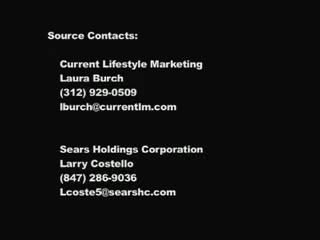 Source Contacts:
Current Lifestyle Marketing
Laura Burch
(312) 929-0509
lburch@currentlm.com
Sears Holdings Corporation
Larry Costello
(847) 286-9036
Lcoste5@searshc.com